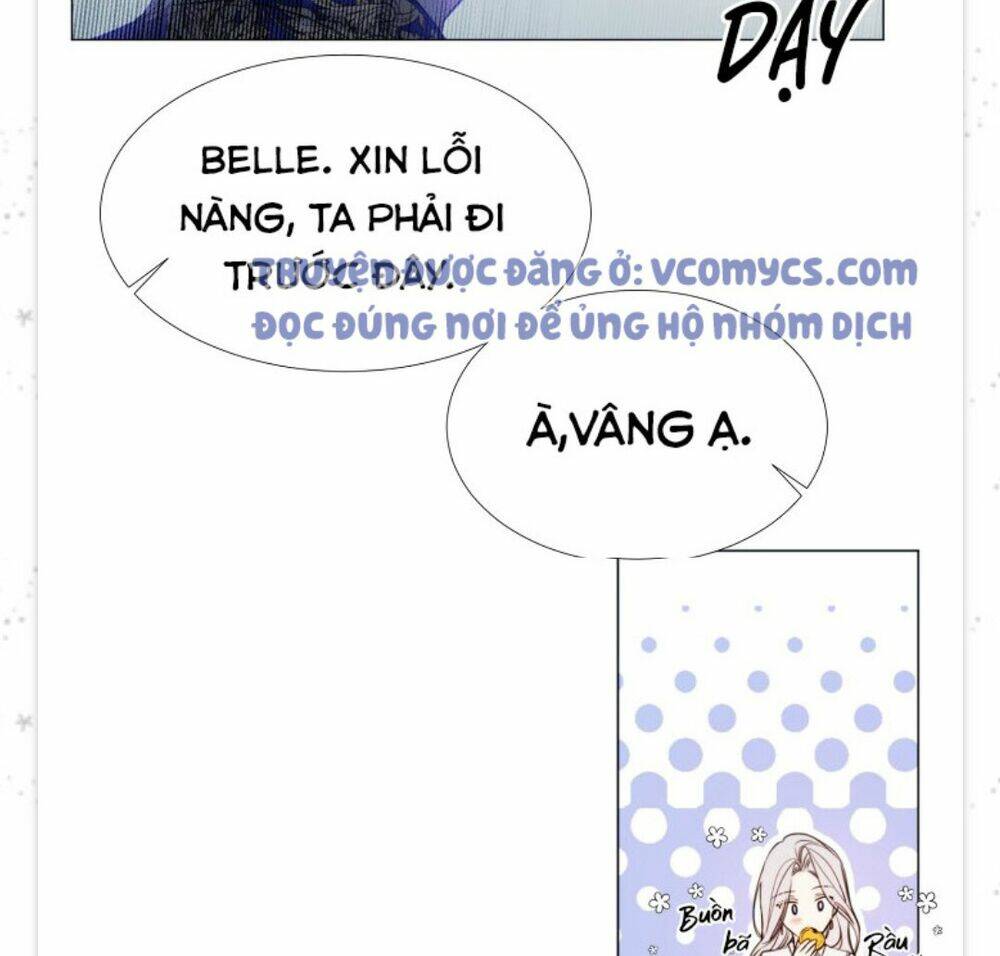 DẬY
BELLE. XIN LỖI
NÀNG, TA PHẢI ĐI
TRƯỚC ĐÂY.
TRUYỆN ĐƯỢC ĐĂNG Ở: vcomycs.com
ĐỌC ĐÚNG NƠI ĐỂ ỦNG HỘ NHÓM DỊCH
À,VÂNG Ạ.
Buồn
bã
Rầu